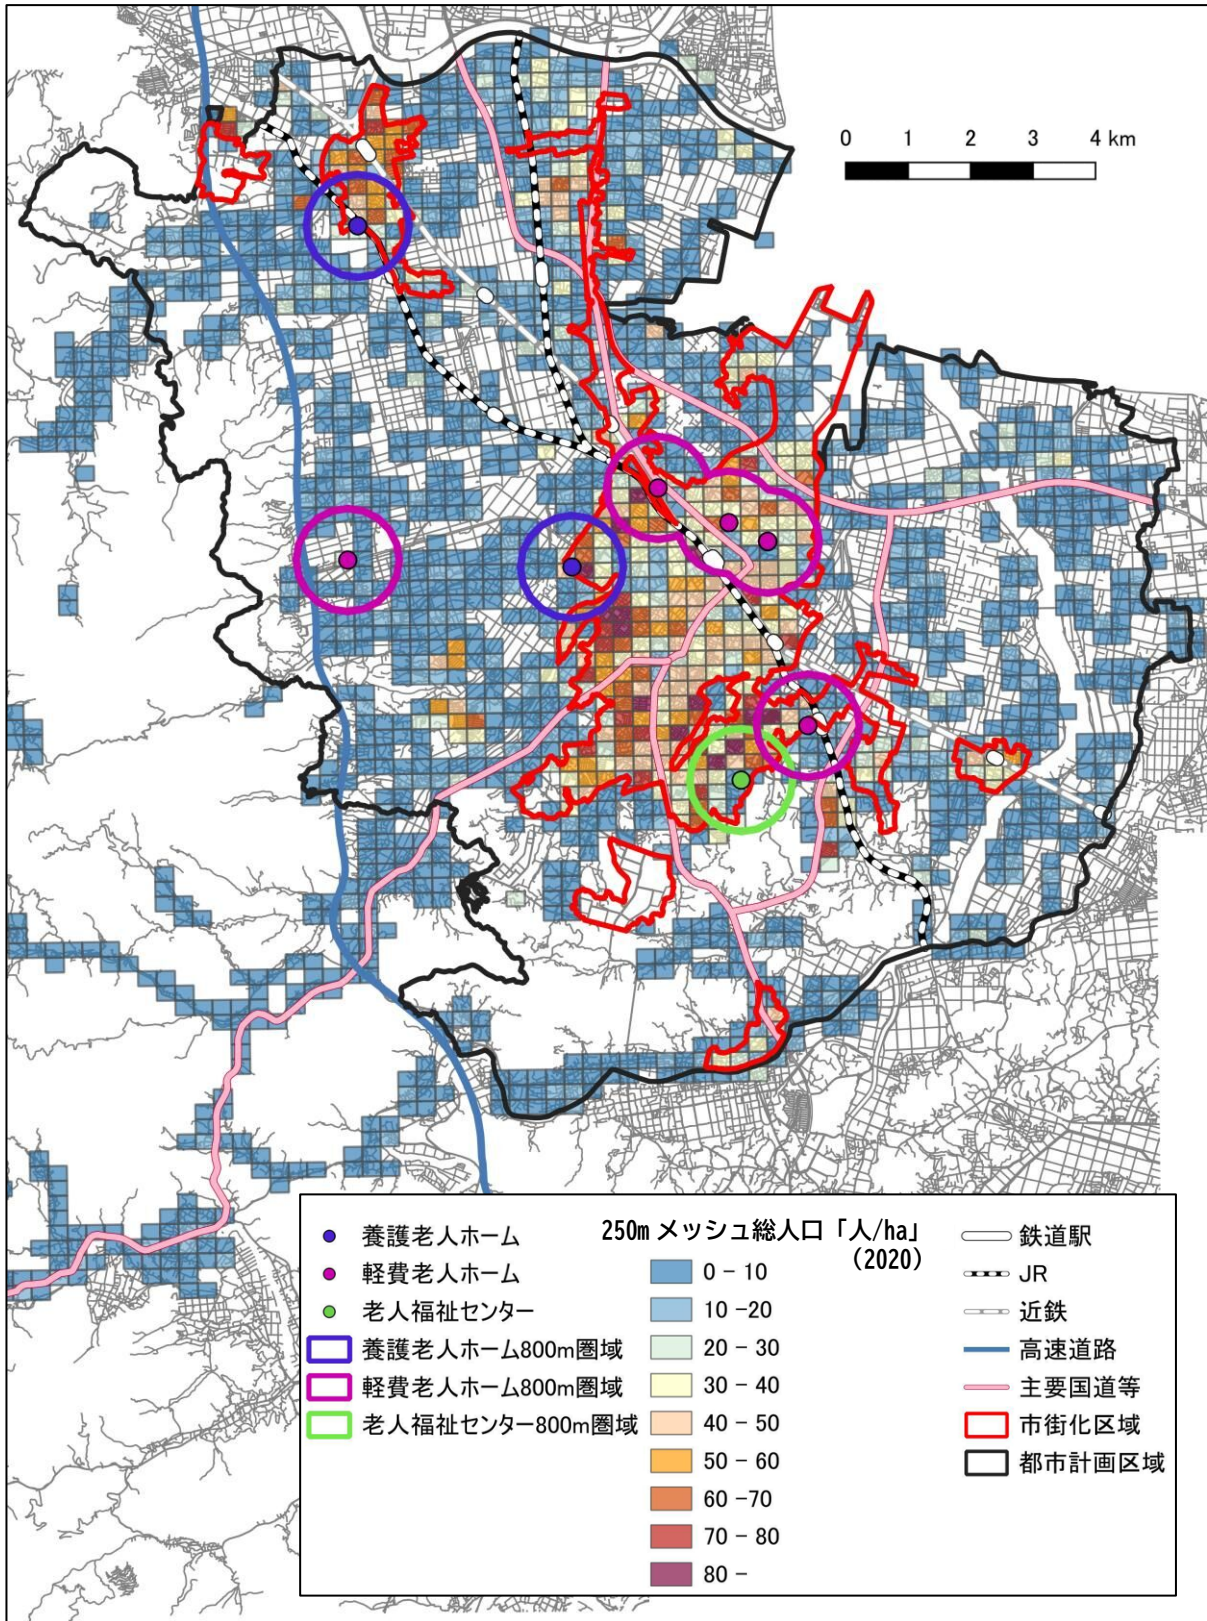 0 1 2 3 4 km
養護老人ホーム
軽費老人ホーム
老人福祉センター
養護老人ホーム800m圏域
軽費老人ホーム800m圏域
老人福祉センター800m圏域
250m メッシュ総人口「人/ha」
(2020)
0 - 10
10 -20
20 - 30
30 - 40
40 - 50
50 - 60
60 -70
70 - 80
80 -
鉄道駅
JR
近鉄
高速道路
主要国道等
市街化区域
都市計画区域